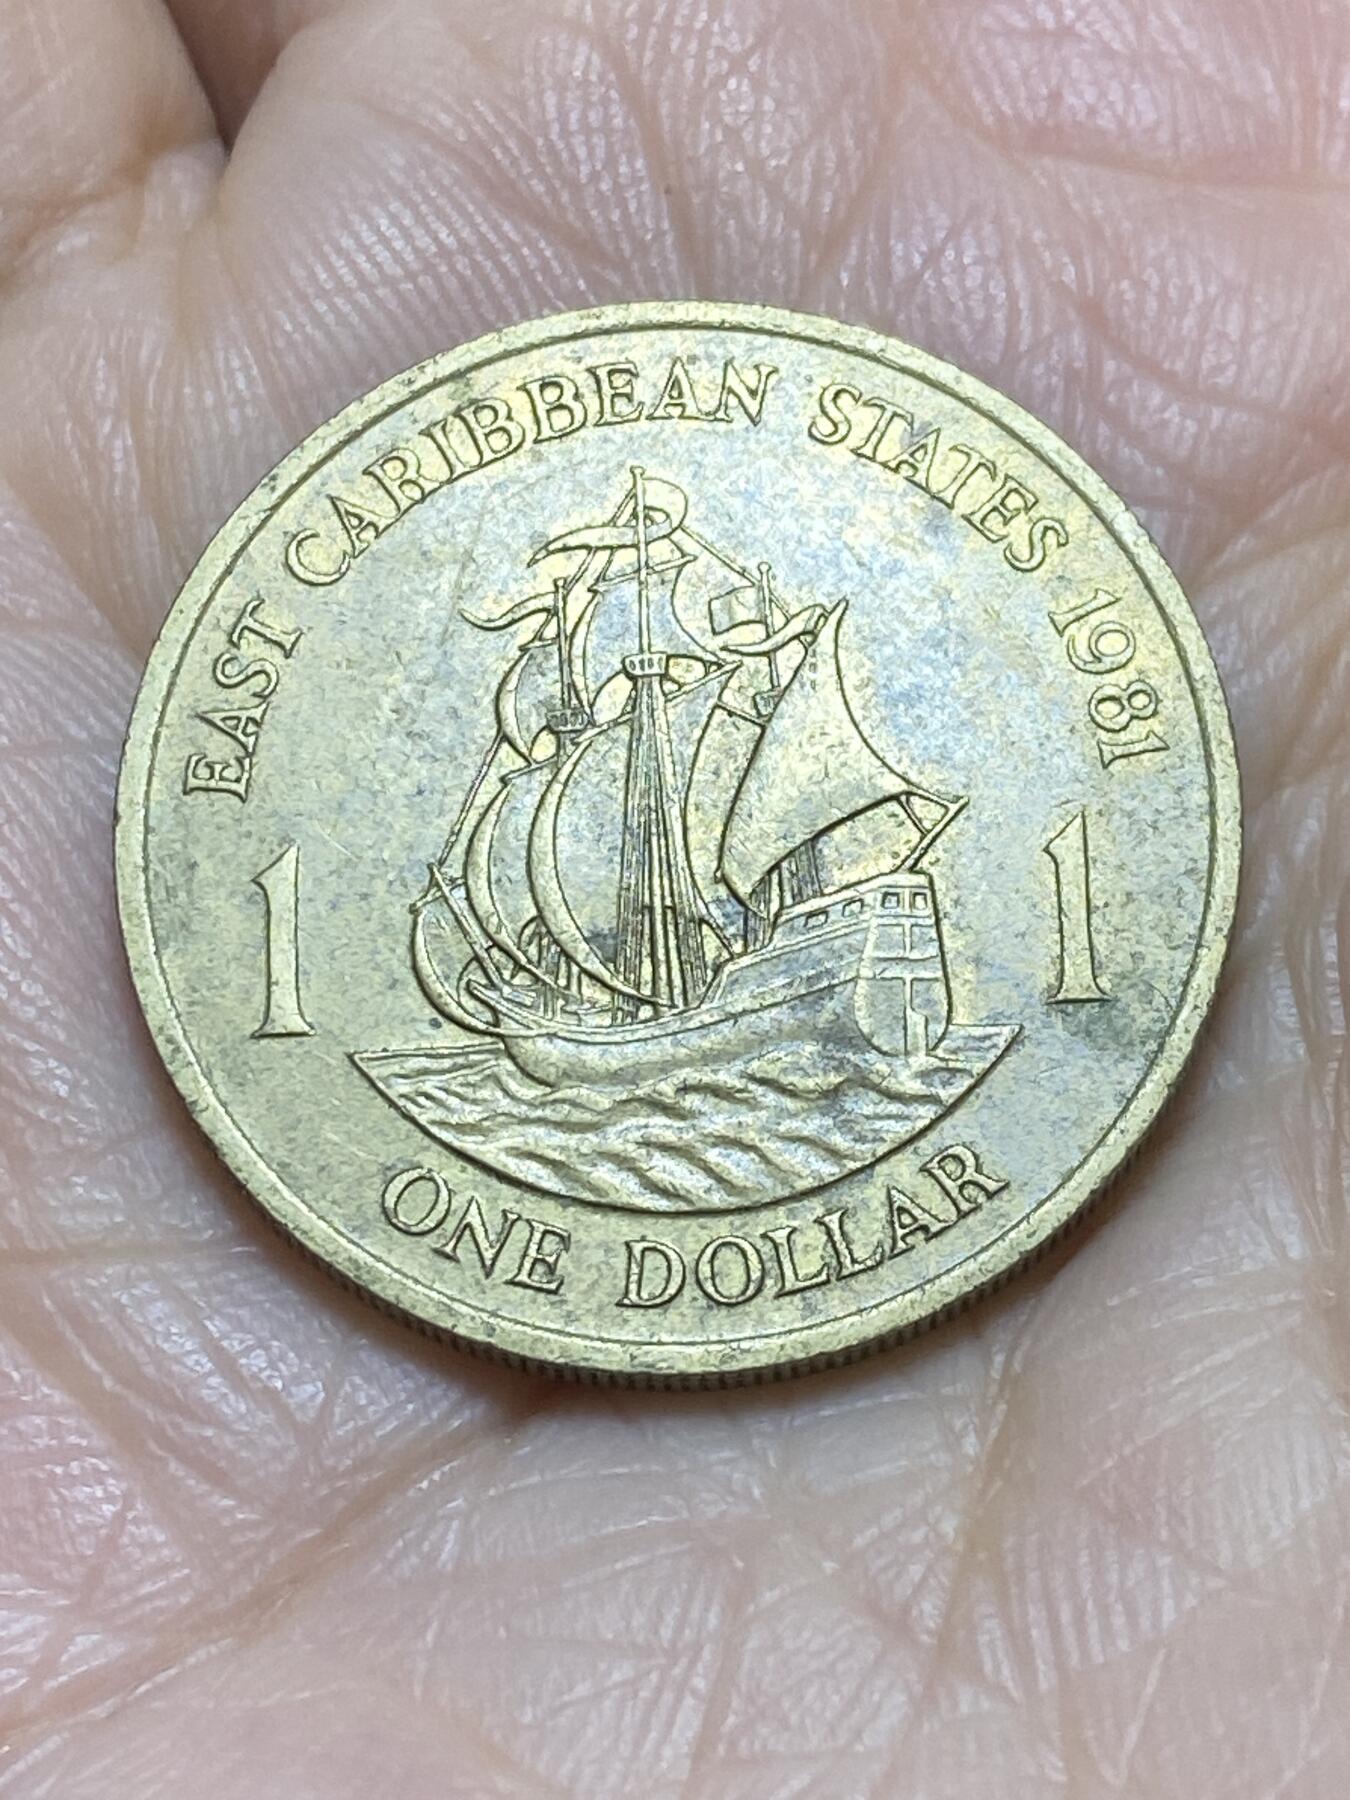 EAST CARIBBEAN STATES 1981
1 1
ONE DOLLAR